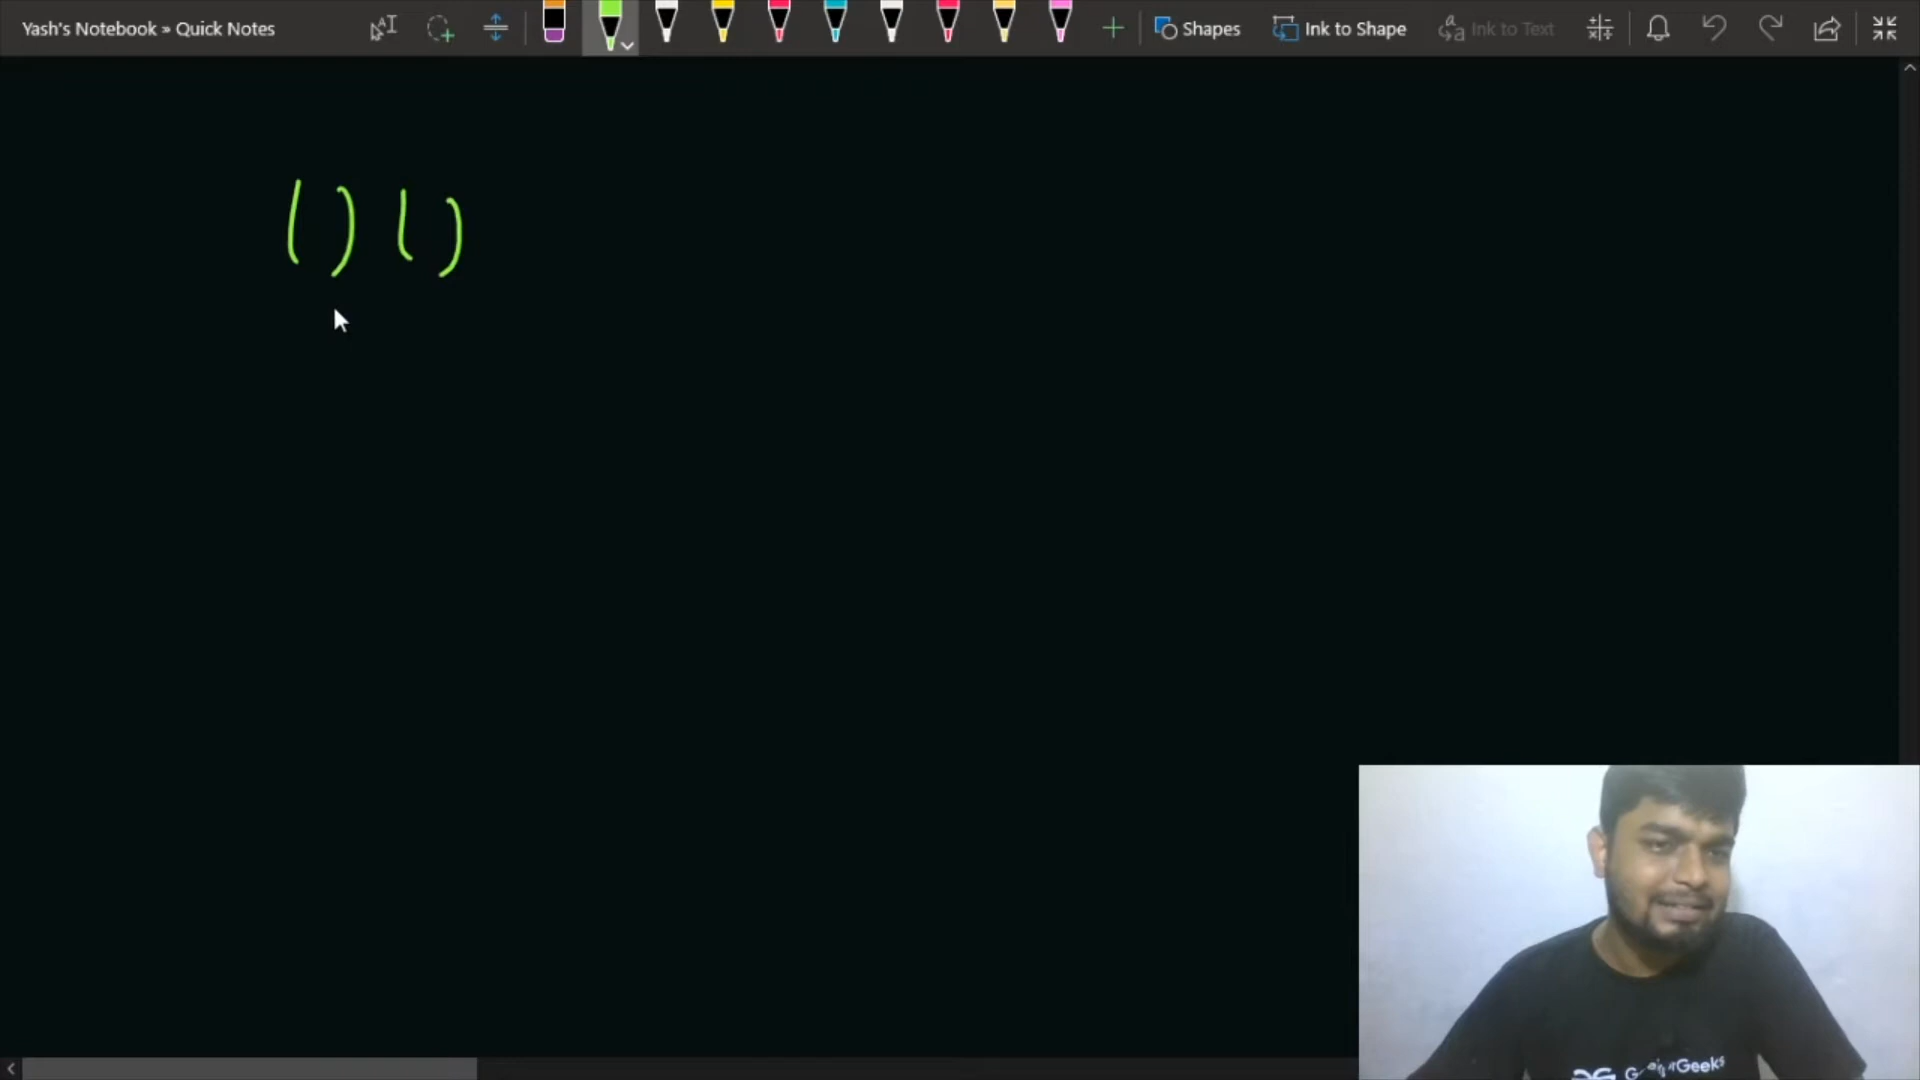 Yash's Notebook » Quick Notes
Shapes
Ink to Shape
Ink to Text
( ) ( )